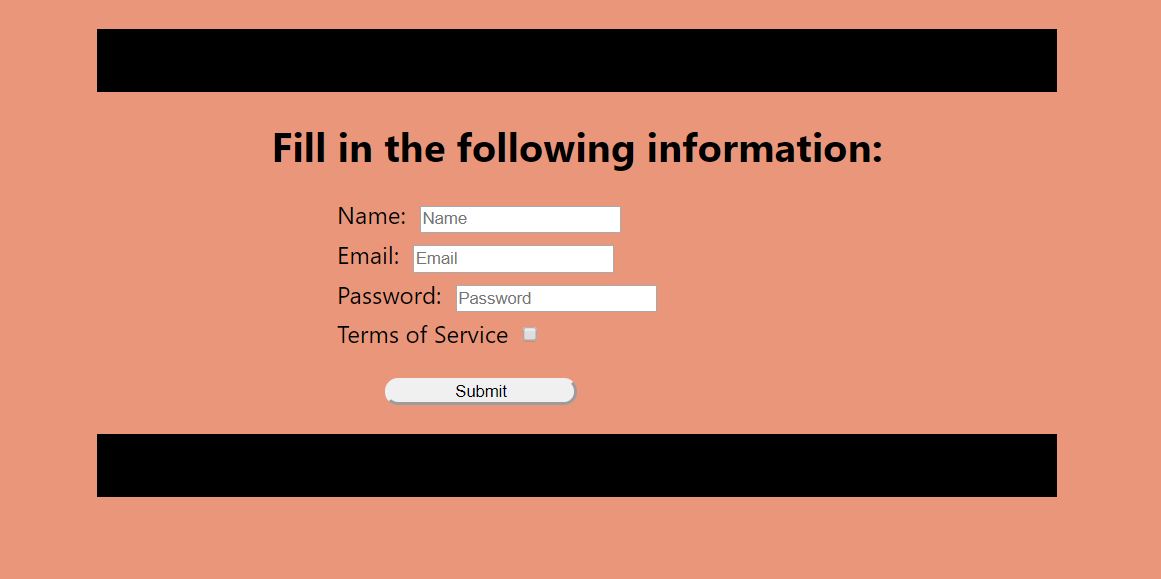 Fill in the following information:
Name: Name
Email: Email
Password: Password
Terms of Service
Submit